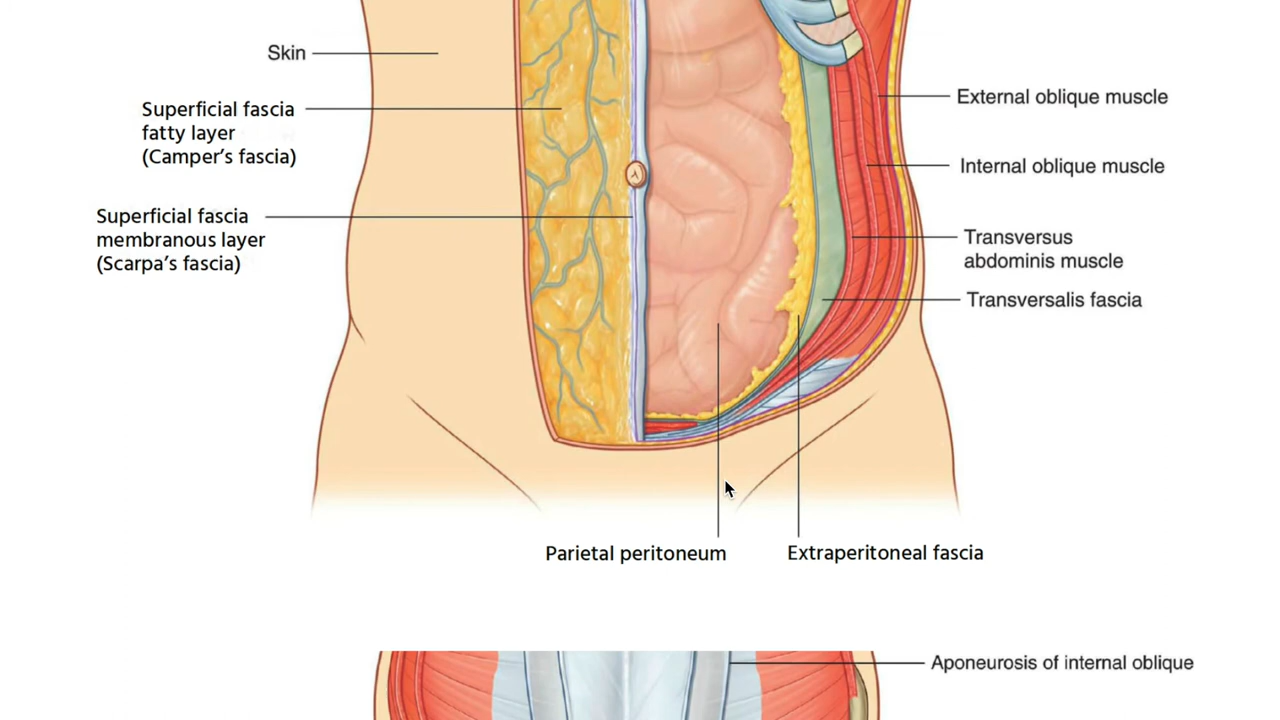 Skin
Superficial fascia
fatty layer
(Camper’s fascia)
Superficial fascia
membranous layer
(Scarpa’s fascia)
External oblique muscle
Internal oblique muscle
Transversus
abdominis muscle
Transversalis fascia
Parietal peritoneum
Extraperitoneal fascia
Aponeurosis of internal oblique